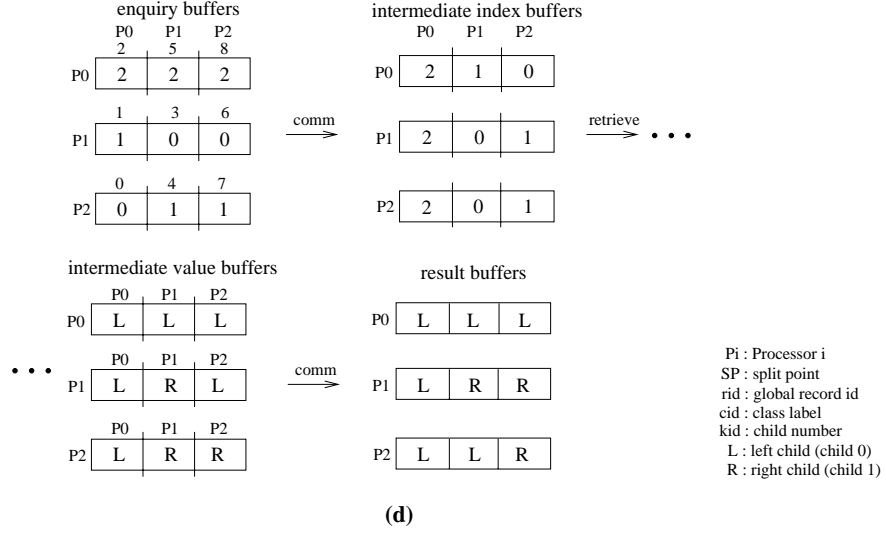 enquiry buffers
P0 P1 P2
2 5 8
P0 2 2 2
1 3 6
P1 1 0 0
0 4 7
P2 0 1 1
comm
intermediate index buffers
P0 P1 P2
P0 2 1 0
P1 2 0 1
P2 2 0 1
retrieve
• • •
intermediate value buffers
P0 P1 P2
P0 L L L
P0 P1 P2
• • • P1 L R L
P0 P1 P2
P2 L R R
comm
result buffers
P0 L L L
P1 L R R
P2 L L R
Pi : Processor i
SP : split point
rid : global record id
cid : class label
kid : child number
L : left child (child 0)
R : right child (child 1)
(d)